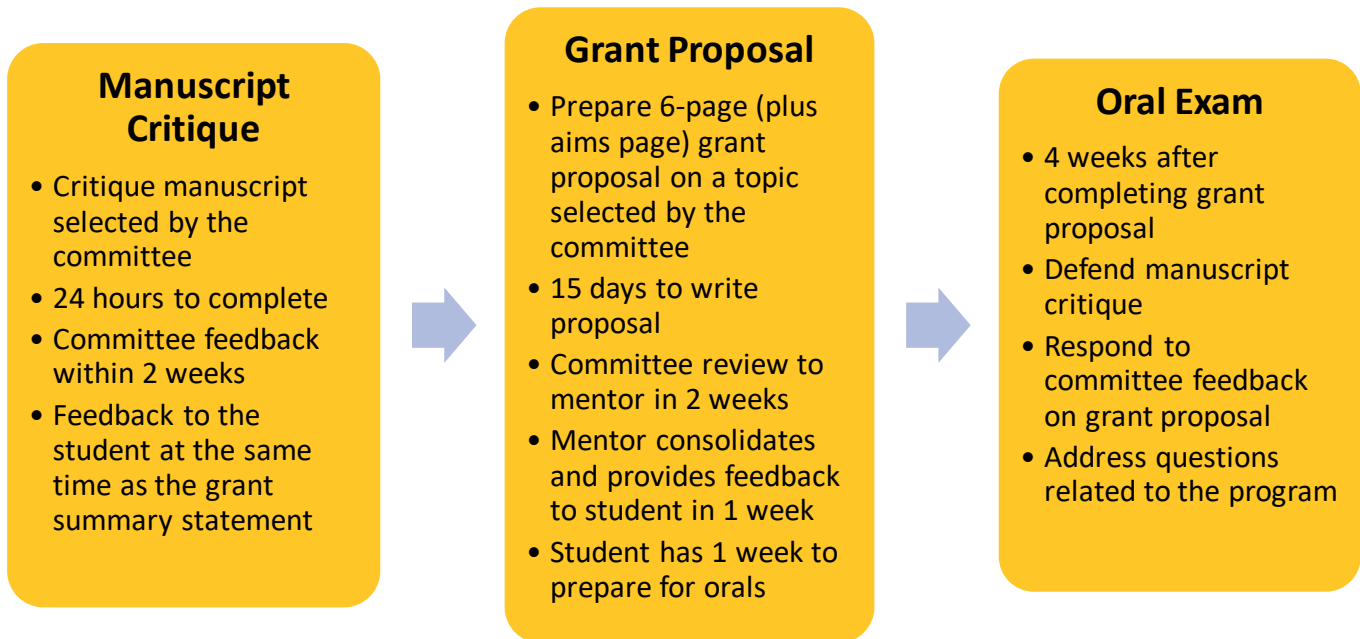 Manuscript
Critique
• Critique manuscript
selected by the
committee
• 24 hours to complete
• Committee feedback
within 2 weeks
• Feedback to the
student at the same
time as the grant
summary statement
Grant Proposal
• Prepare 6-page (plus
aims page) grant
proposal on a topic
selected by the
committee
• 15 days to write
proposal
• Committee review to
mentor in 2 weeks
• Mentor consolidates
and provides feedback
to student in 1 week
• Student has 1 week to
prepare for orals
Oral Exam
• 4 weeks after
completing grant
proposal
• Defend manuscript
critique
• Respond to
committee feedback
on grant proposal
• Address questions
related to the program